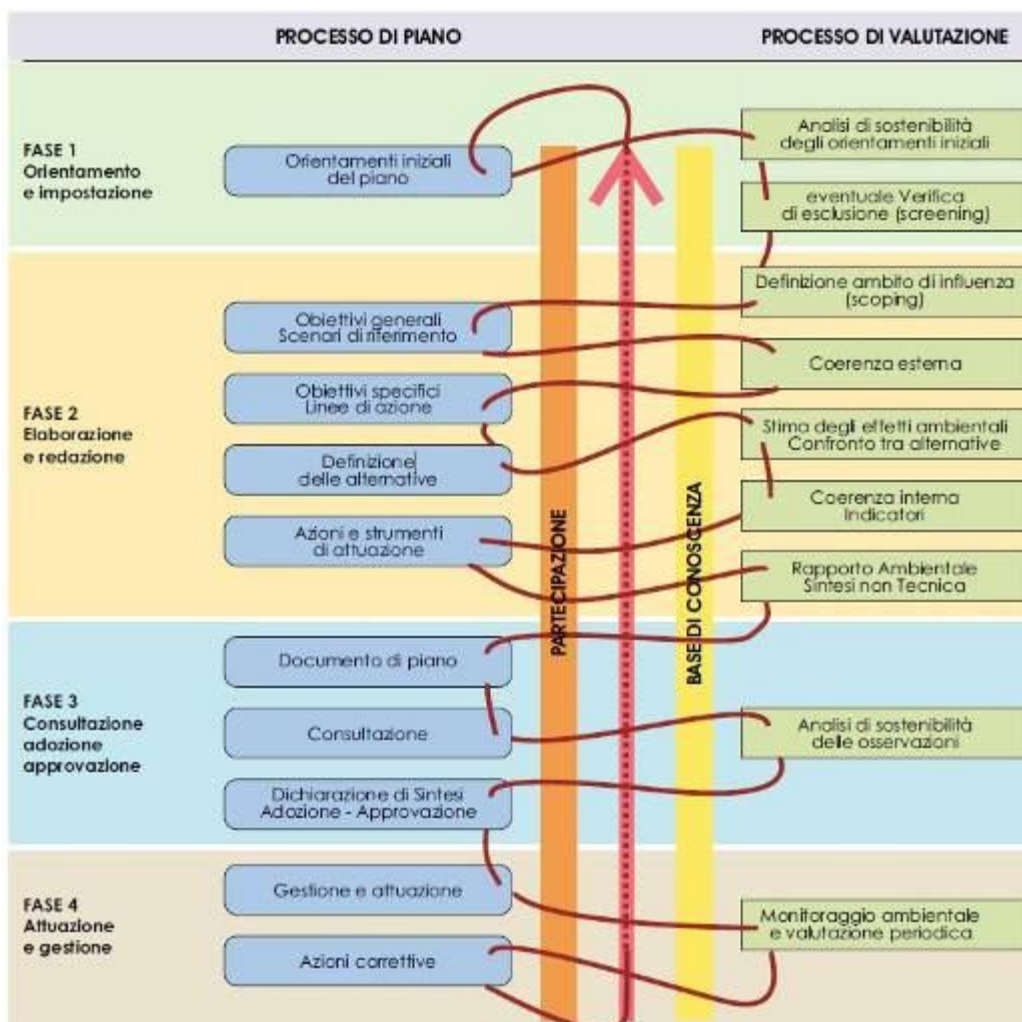 PROCESSO DI PIANO
PROCESSO DI VALUTAZIONE
FASE 1
Orientamento
e impostazione
Orientamenti iniziali
del piano
Analisi di sostenibilità
degli orientamenti iniziali
eventuale Verifica
di esclusione (screening)
FASE 2
Elaborazione
e redazione
Obiettivi generali
Scenari di riferimento
Obiettivi specifici
Linee di azione
Definizione
delle alternative
Azioni e strumenti
di attuazione
Definizione ambito di influenza
(scoping)
Coerenza esterna
Stima degli effetti ambientali
Confronto tra alternative
Coerenza interna
Indicatori
Rapporto Ambientale
Sintesi non Tecnica
PARTECIPAZIONE
BASE DI CONOSCENZA
FASE 3
Consultazione
adozione
approvazione
Documento di piano
Consultazione
Dichiarazione di Sintesi
Adozione - Approvazione
Analisi di sostenibilità
delle osservazioni
FASE 4
Attuazione
e gestione
Gestione e attuazione
Azioni correttive
Monitoraggio ambientale
e valutazione periodica